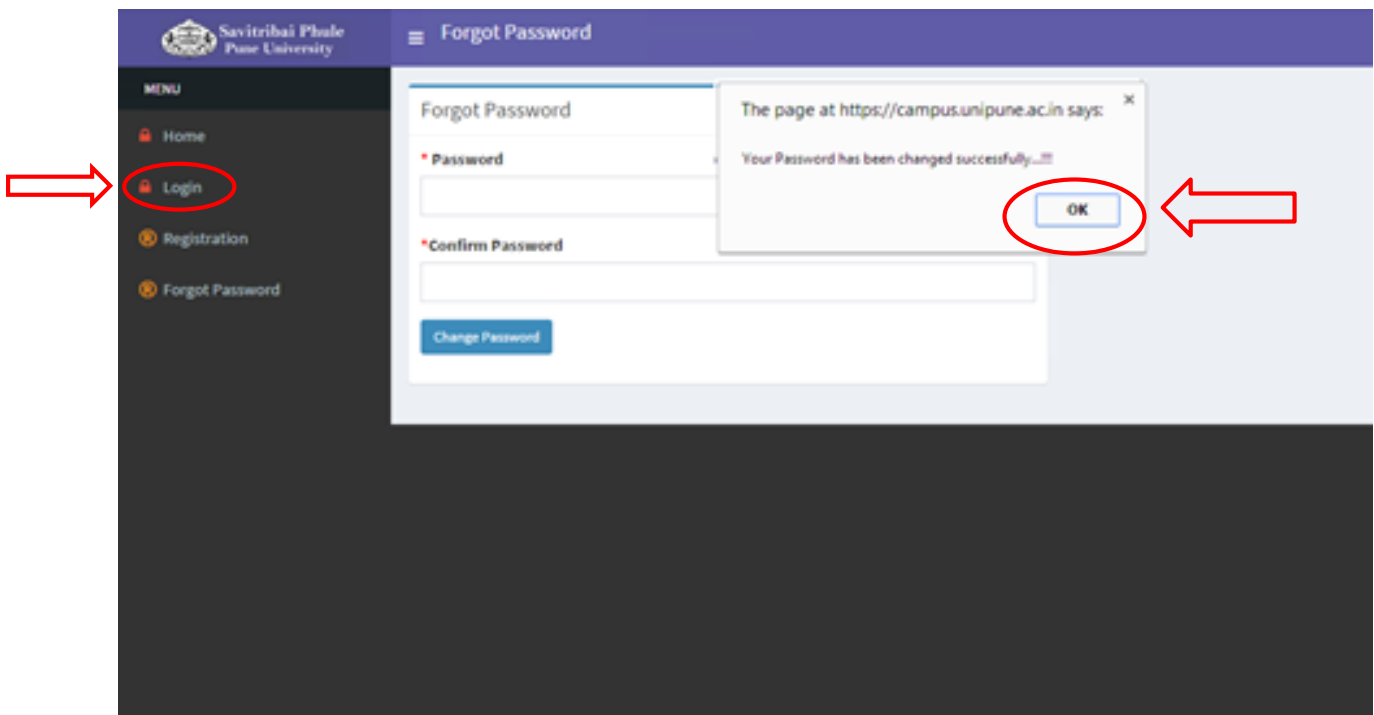 Savitribai Phule
Pune University
Forgot Password
MENU
Home
Login
Registration
Forgot Password
Forgot Password
* Password
*Confirm Password
Change Password
The page at https://campus.unipune.ac.in says:
×
Your Password has been changed successfully...!!!
OK